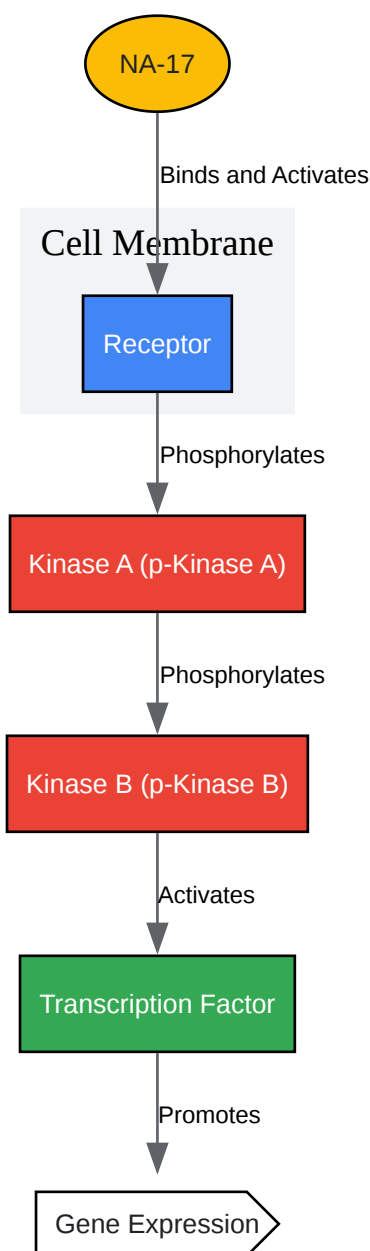 NA-17
Binds and Activates
Cell Membrane
Receptor
Phosphorylates
Kinase A (p-Kinase A)
Phosphorylates
Kinase B (p-Kinase B)
Activates
Transcription Factor
Promotes
Gene Expression